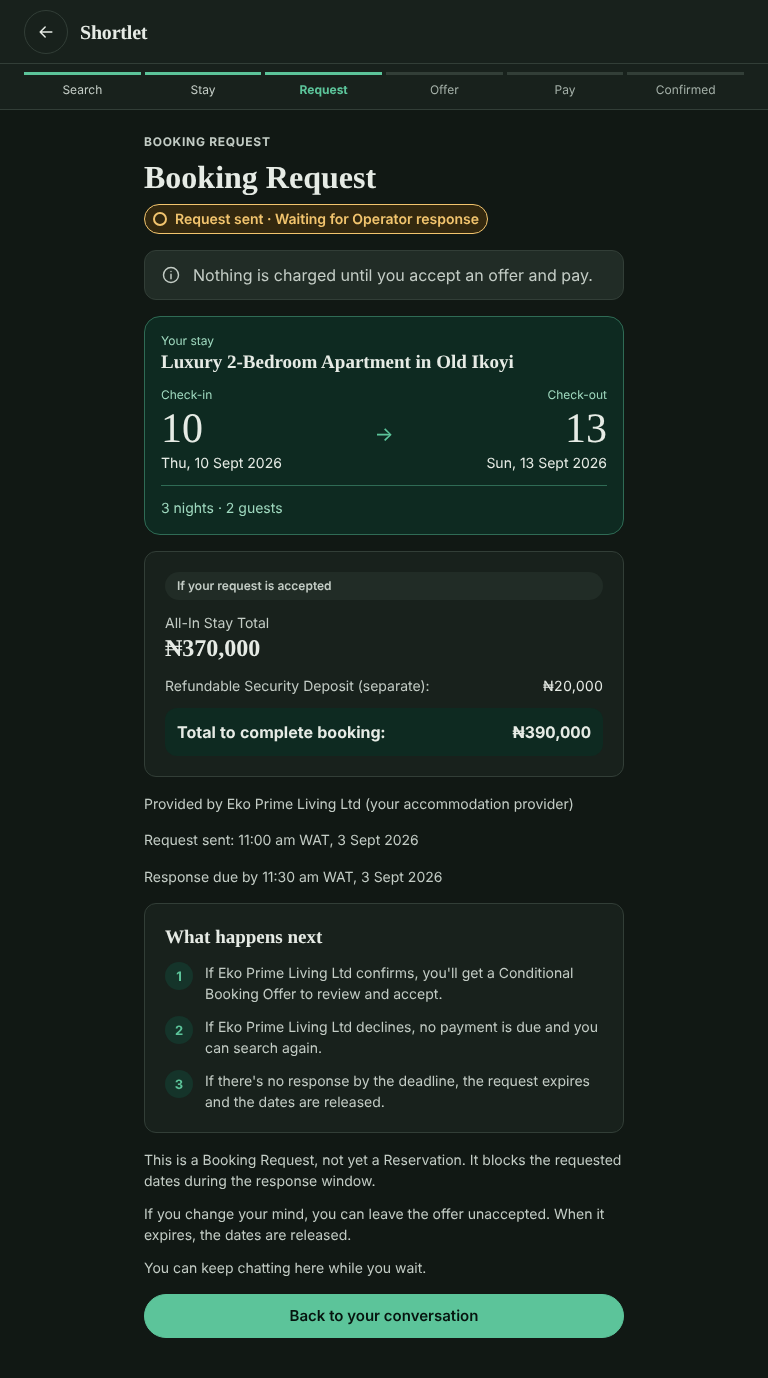 Shortlet
Search
Stay
Request
Offer
Pay
Confirmed
BOOKING REQUEST
Booking Request
Request sent · Waiting for Operator response
Nothing is charged until you accept an offer and pay.
Your stay
Luxury 2-Bedroom Apartment in Old Ikoyi
Check-in
Check-out
10
→
13
Thu, 10 Sept 2026
Sun, 13 Sept 2026
3 nights · 2 guests
If your request is accepted
All-In Stay Total
₦370,000
Refundable Security Deposit (separate): ₦20,000
Total to complete booking: ₦390,000
Provided by Eko Prime Living Ltd (your accommodation provider)
Request sent: 11:00 am WAT, 3 Sept 2026
Response due by 11:30 am WAT, 3 Sept 2026
What happens next
1 If Eko Prime Living Ltd confirms, you'll get a Conditional
Booking Offer to review and accept.
2 If Eko Prime Living Ltd declines, no payment is due and you
can search again.
3 If there's no response by the deadline, the request expires
and the dates are released.
This is a Booking Request, not yet a Reservation. It blocks the requested
dates during the response window.
If you change your mind, you can leave the offer unaccepted. When it
expires, the dates are released.
You can keep chatting here while you wait.
Back to your conversation